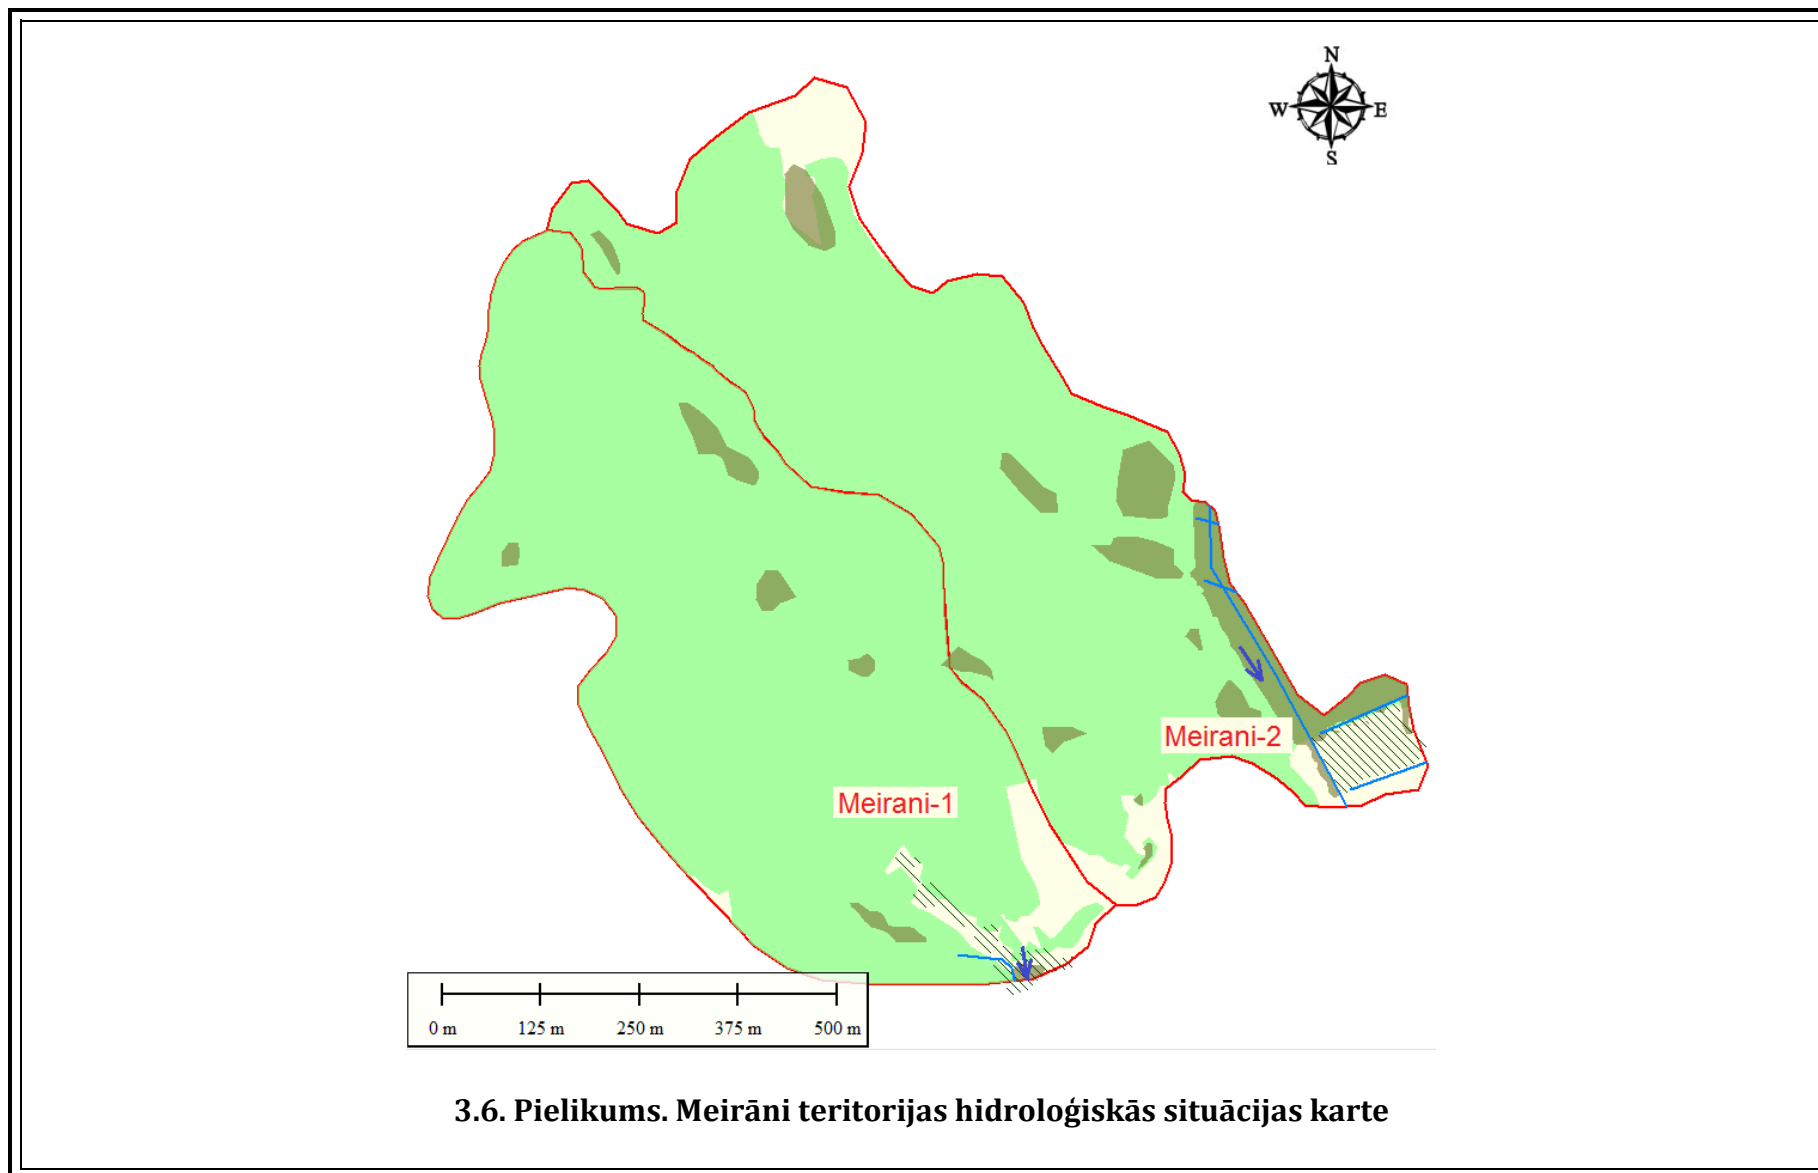 N
W E
S
Meirani-2
Meirani-1
0 m 125 m 250 m 375 m 500 m
3.6. Pielikums. Meirāni teritorijas hidroloģiskās situācijas karte